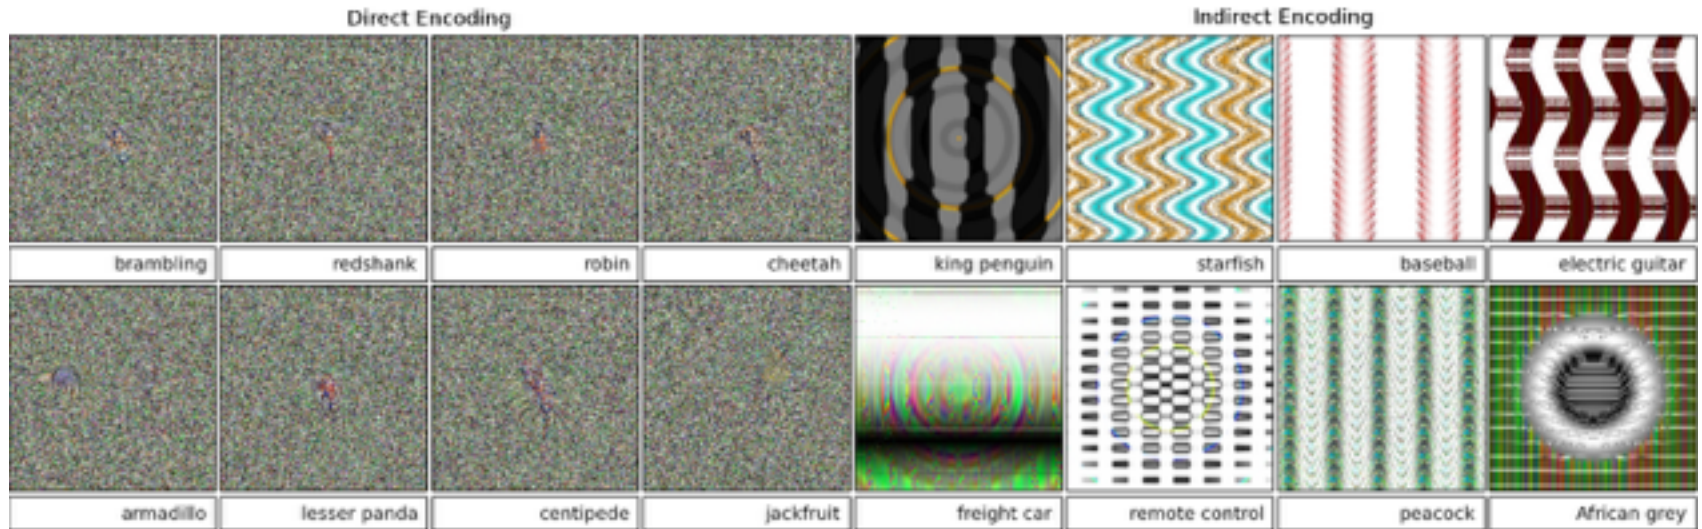 Direct Encoding Indirect Encoding
brambling redshank robin cheetah king penguin starfish baseball electric guitar
armadillo lesser panda centipede jackfruit freight car remote control peacock African grey